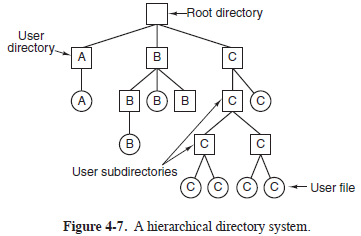 Root directory
User
directory
A B C
A B B B C C
B C C
User subdirectories
C C C C User file
Figure 4-7. A hierarchical directory system.